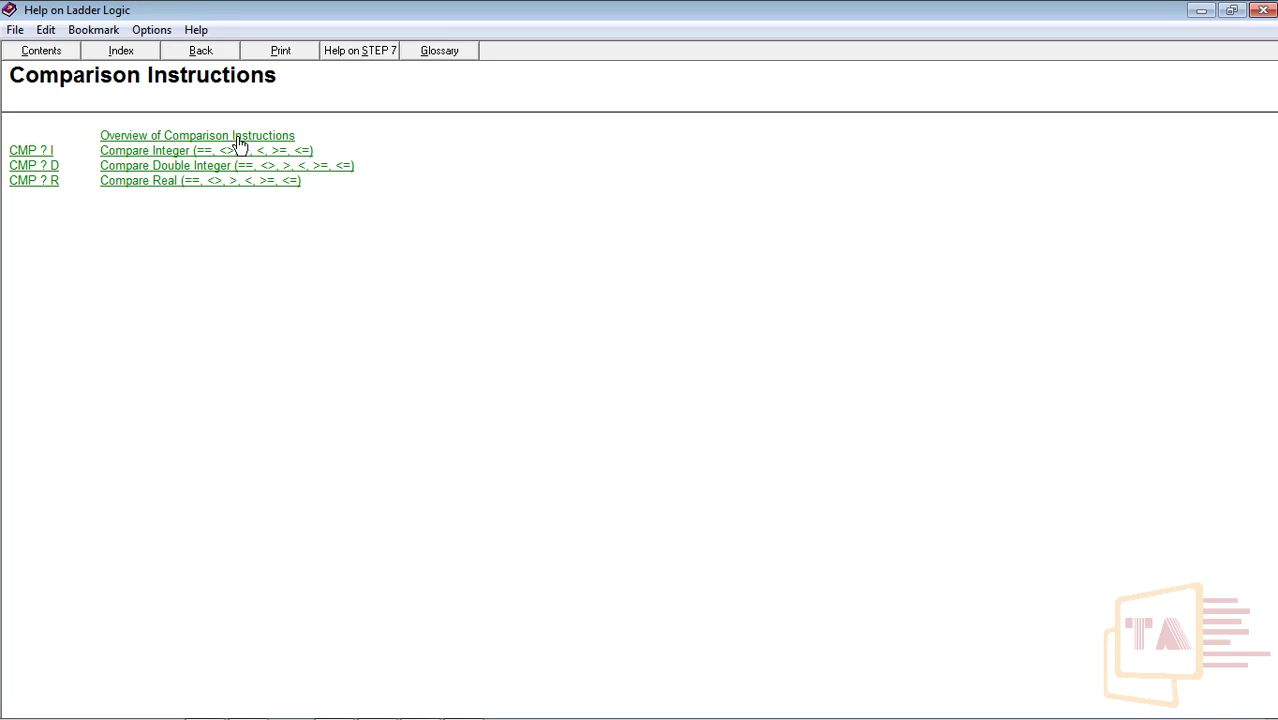 Help on Ladder Logic
File Edit Bookmark Options Help
Contents Index Back Print Help on STEP 7 Glossary
Comparison Instructions
Overview of Comparison Instructions
CMP ? I Compare Integer (==, <> , <, >=, <=)
CMP ? D Compare Double Integer (==, <>, >, <, >=, <=)
CMP ? R Compare Real (==, <>, >, <, >=, <=)
TA